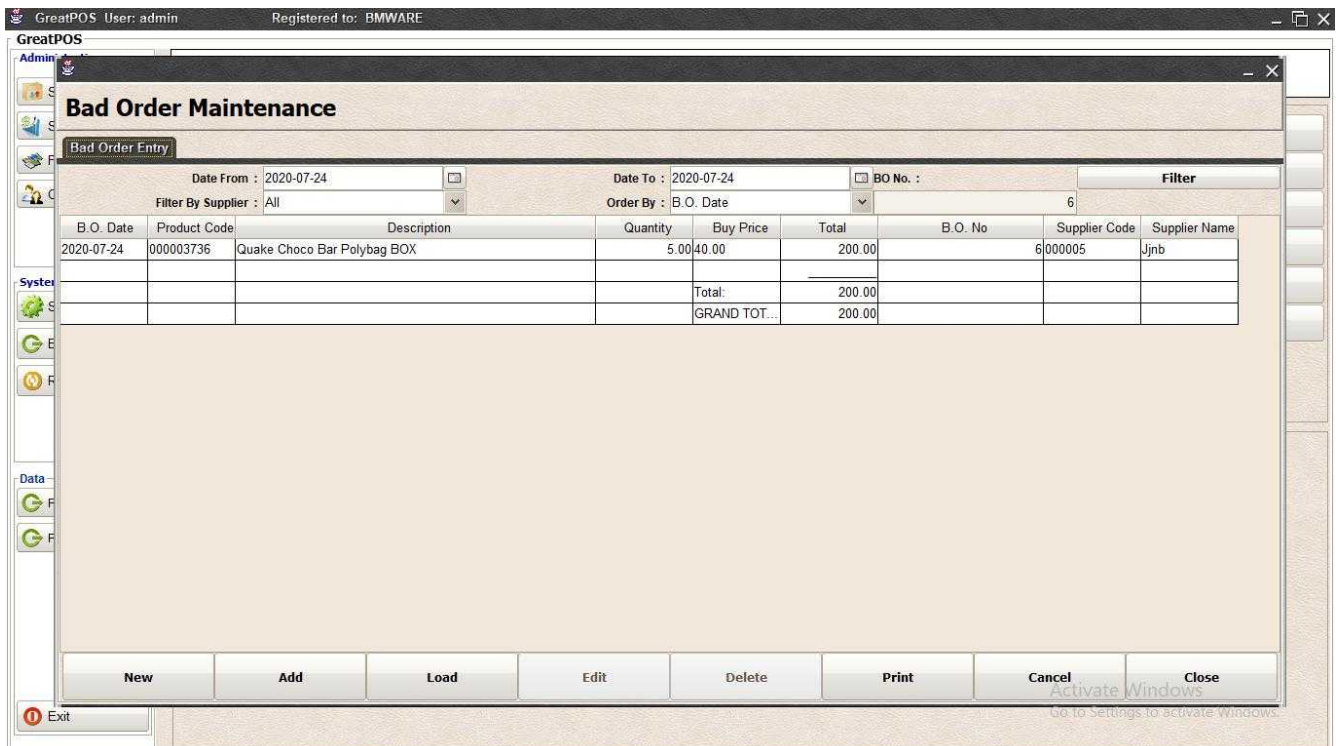 GreatPOS User: admin Registered to: BMWARE
GreatPOS
Bad Order Maintenance
Bad Order Entry
Date From : 2020-07-24 Date To : 2020-07-24 BO No. : Filter
Filter By Supplier : All Order By : B.O. Date 6
B.O. Date Product Code Description Quantity Buy Price Total B.O. No Supplier Code Supplier Name
2020-07-24 000003736 Quake Choco Bar Polybag BOX 5.00 40.00 200.00 6 000005 Jjnb
Total: 200.00
GRAND TOT... 200.00
Data
New Add Load Edit Delete Print Cancel Close
Activate Windows
Go to Settings to activate Windows.
Exit